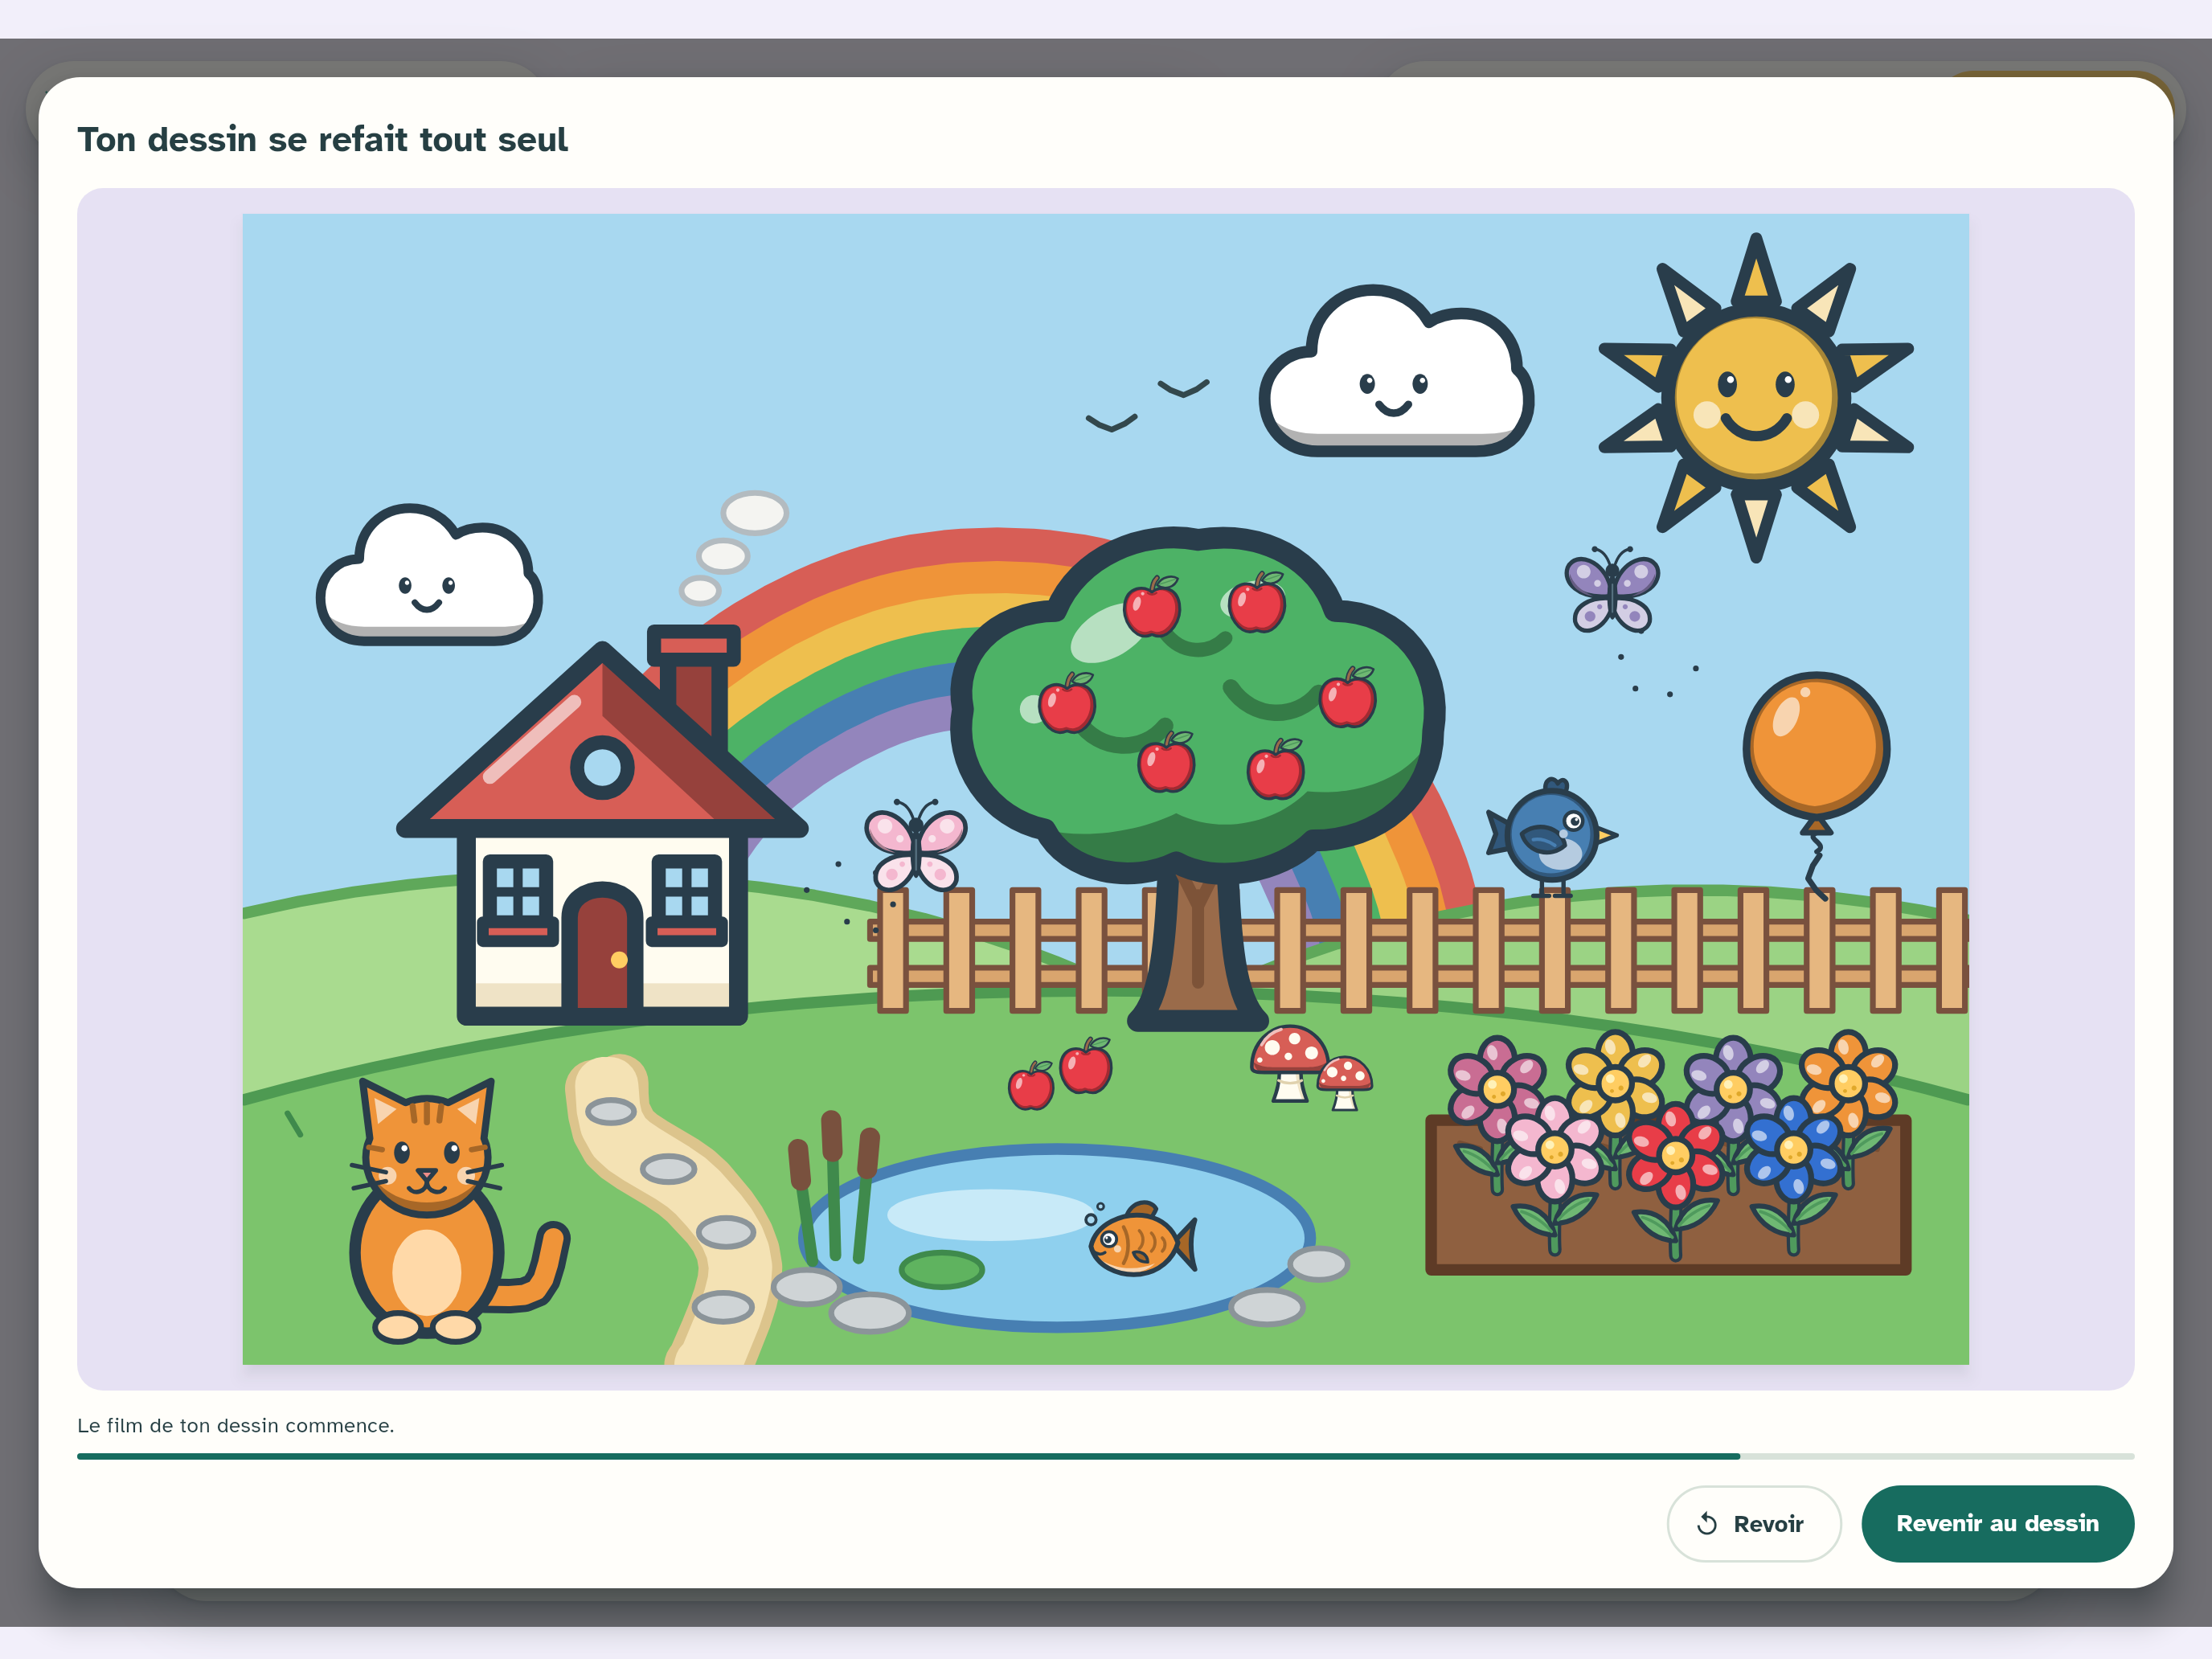 Ton dessin se refait tout seul
Le film de ton dessin commence.
Revoir
Revenir au dessin